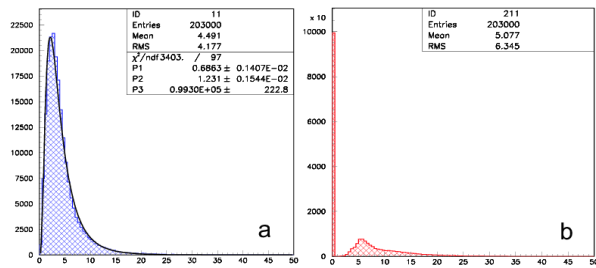 ID 11
Entries 203000
Mean 4.491
RMS 4.177
χ²/ndf 3403. / 97
P1 0.6863 ± 0.1407E-02
P2 1.231 ± 0.1544E-02
P3 0.9930E+05 ± 222.8
22500
20000
17500
15000
12500
10000
7500
5000
2500
0
0 5 10 15 20 25 30 35 40 45 50
a
ID 211
Entries 203000
Mean 5.077
RMS 6.345
x 10
10000
8000
6000
4000
2000
0
0 5 10 15 20 25 30 35 40 45 50
b